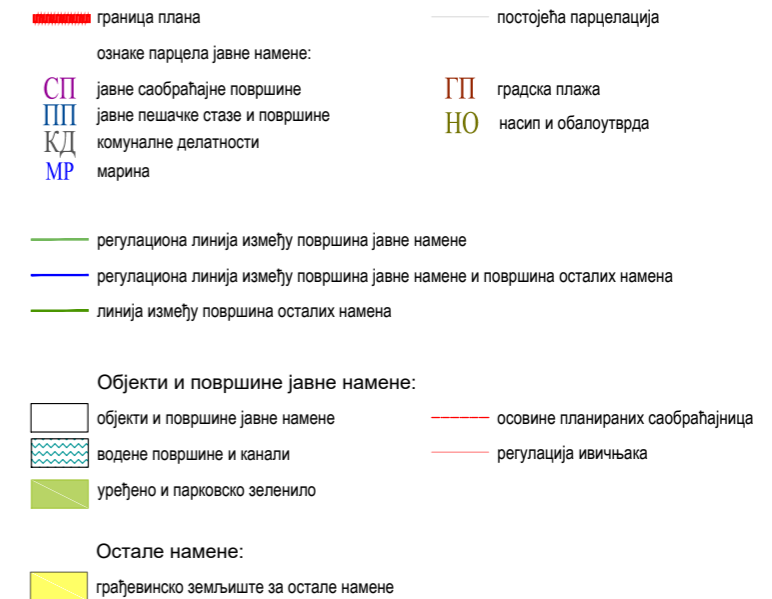 граница плана
постојећа парцелација
ознаке парцела јавне намене:
СП јавне саобраћајне површине
ГП градска плажа
ПП јавне пешачке стазе и површине
НО насип и обалоутврда
КД комуналне делатности
МР марина
регулациона линија између површина јавне намене
регулациона линија између површина јавне намене и површина осталих намена
линија између површина осталих намена
Објекти и површине јавне намене:
објекти и површине јавне намене
осовине планираних саобраћајница
водене површине и канали
регулација ивичњака
уређено и парковско зеленило
Остале намене:
грађевинско земљиште за остале намене